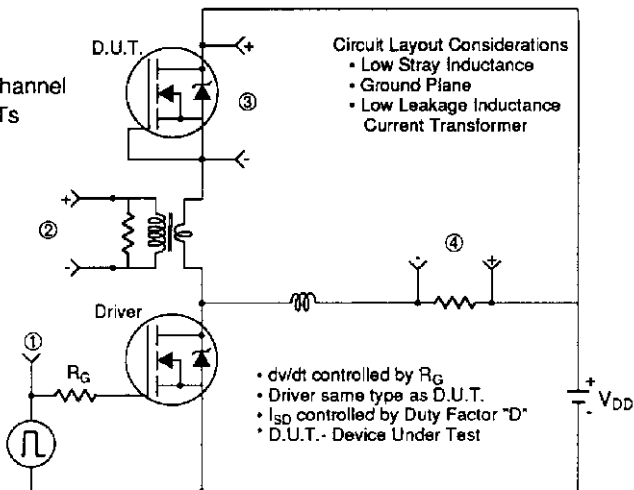 D.U.T.
+
Circuit Layout Considerations
• Low Stray Inductance
• Ground Plane
• Low Leakage Inductance
Current Transformer
hannel
Ts
③
-
+
②
-
④
-
+
Driver
①
R_G
• dv/dt controlled by R_G
• Driver same type as D.U.T.
• I_SD controlled by Duty Factor "D"
* D.U.T.- Device Under Test
+
V_DD
-